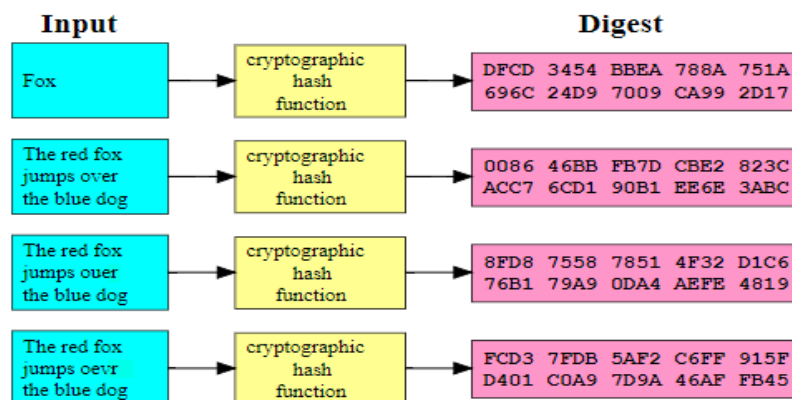 Input Digest
Fox
cryptographic
hash
function
DFCD 3454 BBEA 788A 751A
696C 24D9 7009 CA99 2D17
The red fox
jumps over
the blue dog
cryptographic
hash
function
0086 46BB FB7D CBE2 823C
ACC7 6CD1 90B1 EE6E 3ABC
The red fox
jumps ouer
the blue dog
cryptographic
hash
function
8FD8 7558 7851 4F32 D1C6
76B1 79A9 0DA4 AEFE 4819
The red fox
jumps oevr
the blue dog
cryptographic
hash
function
FCD3 7FDB 5AF2 C6FF 915F
D401 C0A9 7D9A 46AF FB45